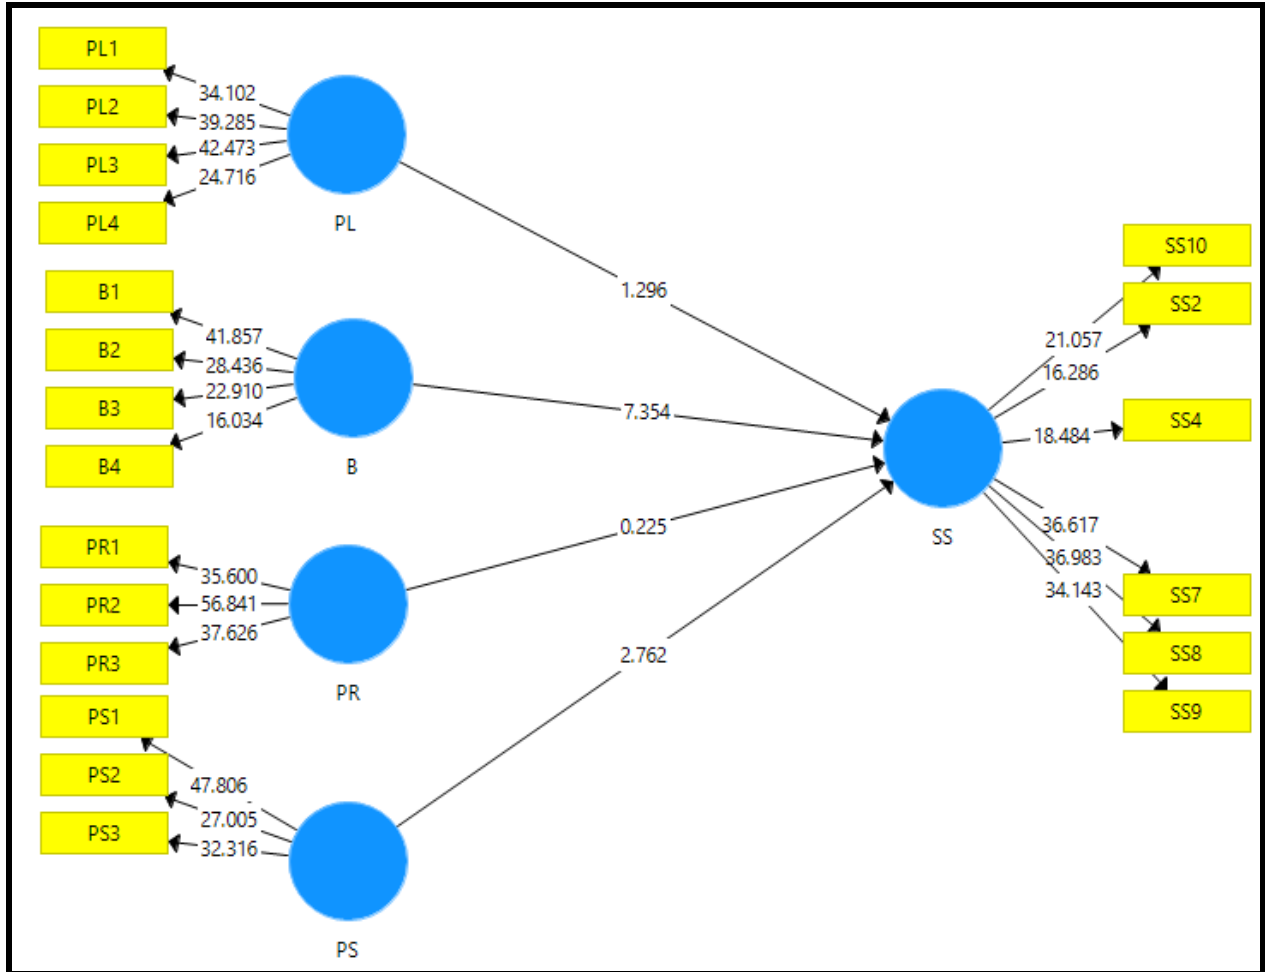 PL1
34.102
PL2
39.285
PL3
42.473
PL4
24.716
PL
1.296
B1
41.857
B2
28.436
B3
22.910
B4
16.034
B
7.354
PR1
35.600
PR2
56.841
PR3
37.626
PR
0.225
PS1
47.806
PS2
27.005
PS3
32.316
PS
2.762
SS
SS10
21.057
SS2
16.286
SS4
18.484
36.617
SS7
36.983
SS8
34.143
SS9